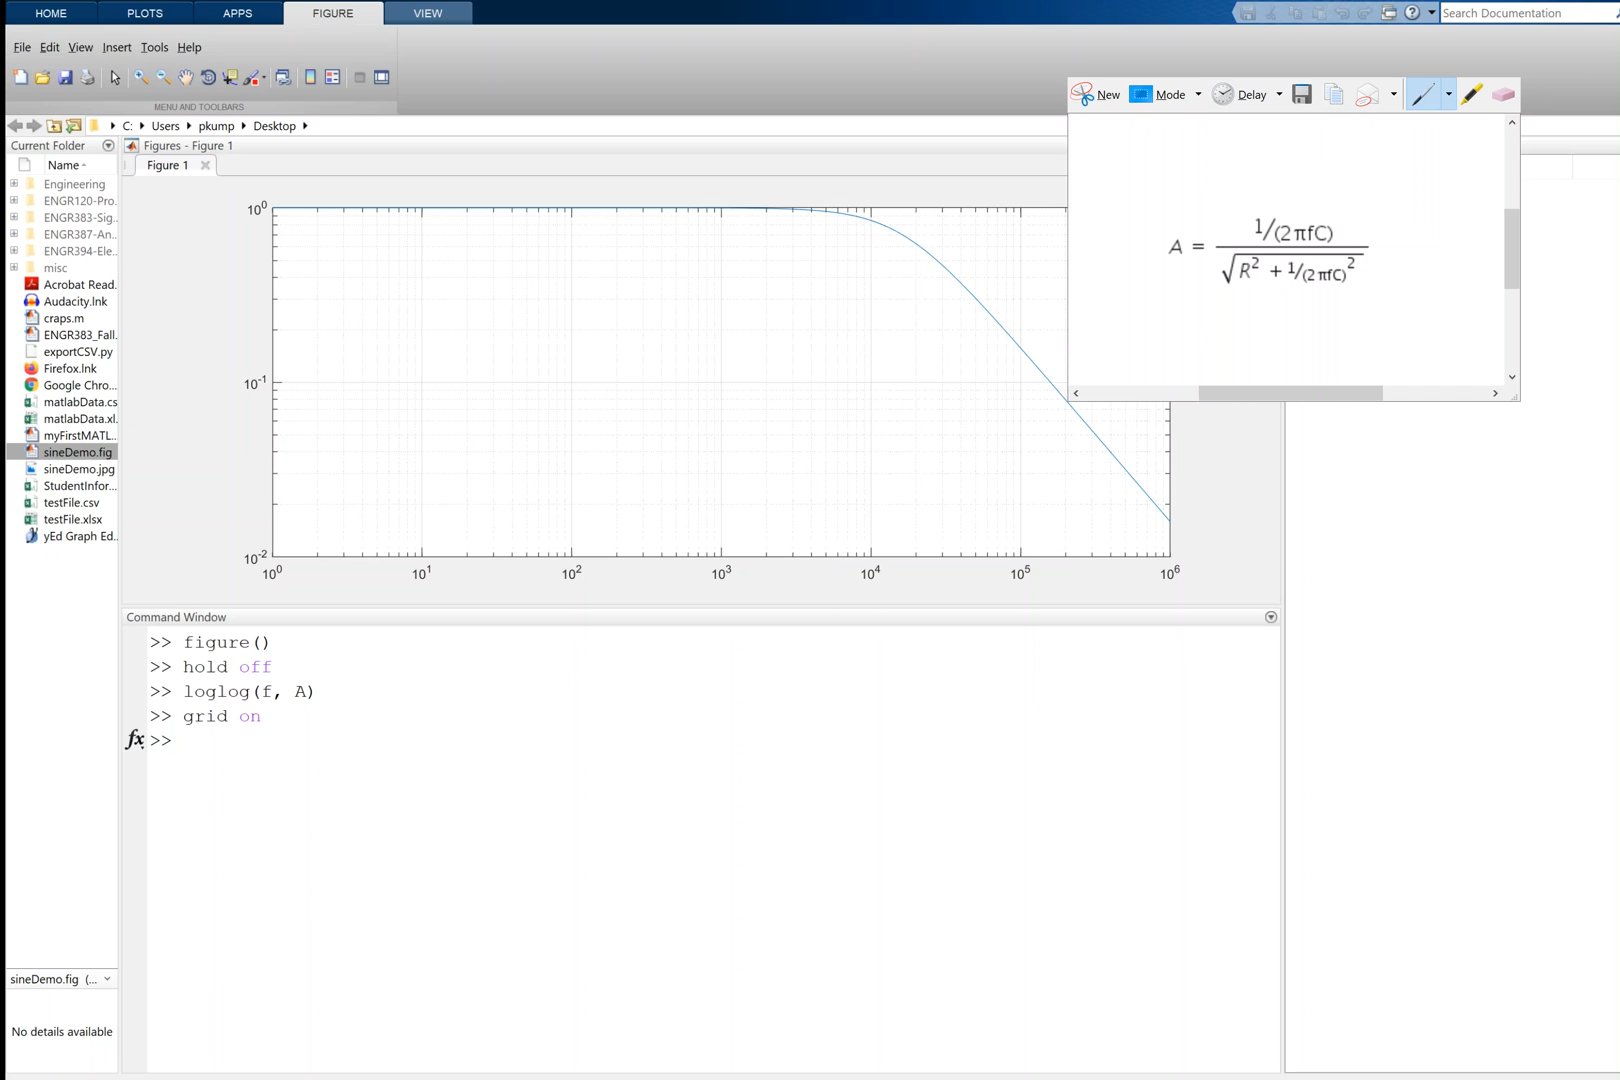 HOME PLOTS APPS FIGURE VIEW Search Documentation
File Edit View Insert Tools Help
MENU AND TOOLBARS
New Mode Delay
C: Users pkump Desktop
Current Folder
Name
Engineering
ENGR120-Pro...
ENGR383-Sig...
ENGR387-An...
ENGR394-Ele...
misc
Acrobat Read...
Audacity.lnk
craps.m
ENGR383_Fall...
exportCSV.py
Firefox.lnk
Google Chro...
matlabData.cs
matlabData.xl...
myFirstMATL...
sineDemo.fig
sineDemo.jpg
StudentInfor...
testFile.csv
testFile.xlsx
yEd Graph Ed...
sineDemo.fig (...
No details available
Figures - Figure 1
Figure 1
10^0
10^-1
10^-2
10^0 10^1 10^2 10^3 10^4 10^5 10^6
A = 1/(2πfC)
√R^2 + 1/(2πfC)^2
Command Window
>> figure()
>> hold off
>> loglog(f, A)
>> grid on
fx >>